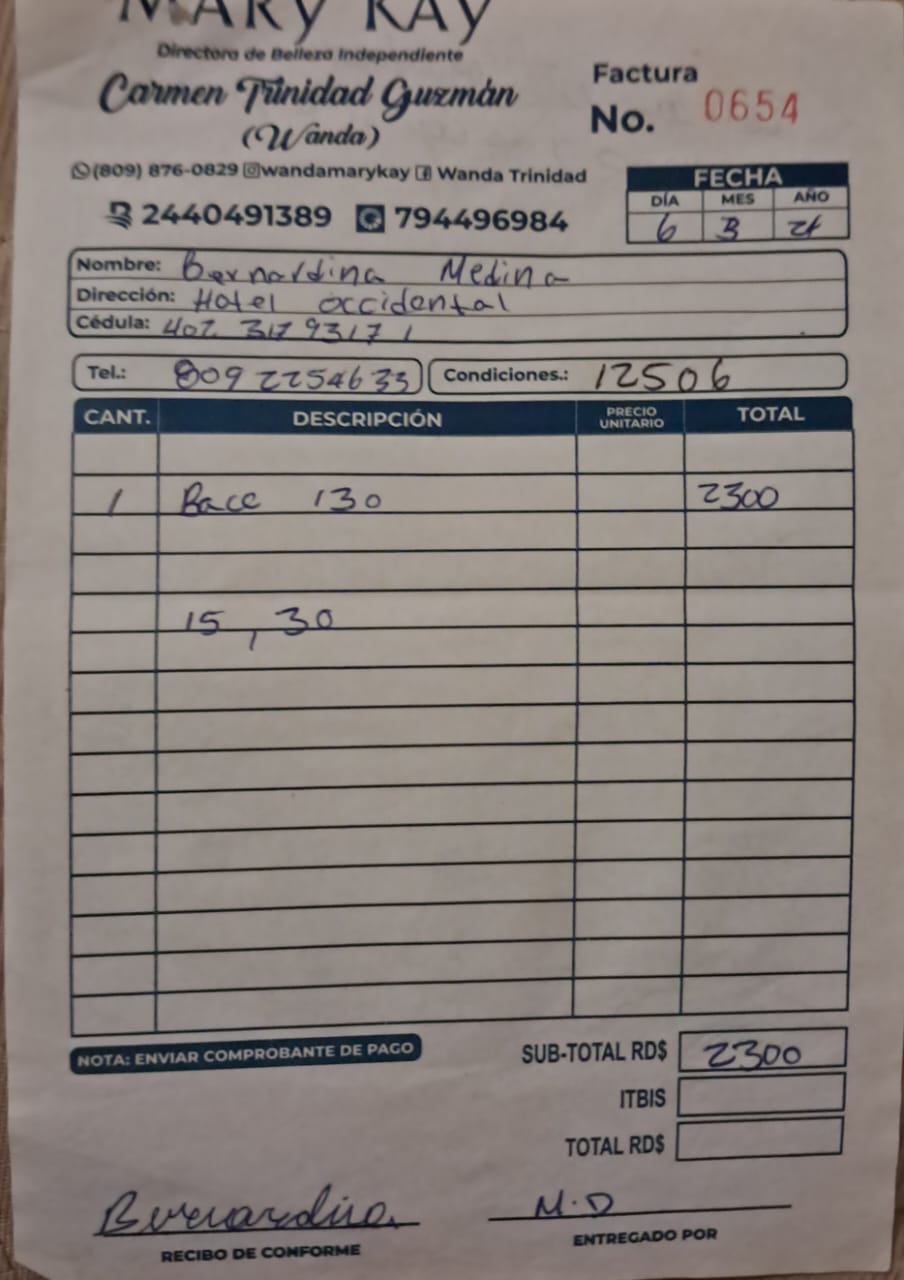 MARY KAY
Directora de Belleza Independiente
Carmen Trinidad Guzmán
(Wanda)
Factura
No. 0654
(809) 876-0829 wandamarykay Wanda Trinidad
2440491389 794496984
FECHA
DÍA MES AÑO
6 3
Nombre: Bernardina Medina
Dirección: Hotel occidental
Cédula: 402 3179317 1
Tel.: 809 2254633 Condiciones.: 12506
CANT. DESCRIPCIÓN PRECIO UNITARIO TOTAL
1 Bace 130 2300
15, 30
NOTA: ENVIAR COMPROBANTE DE PAGO
SUB-TOTAL RD$ 2300
ITBIS
TOTAL RD$
Bernardina M.D
RECIBO DE CONFORME ENTREGADO POR